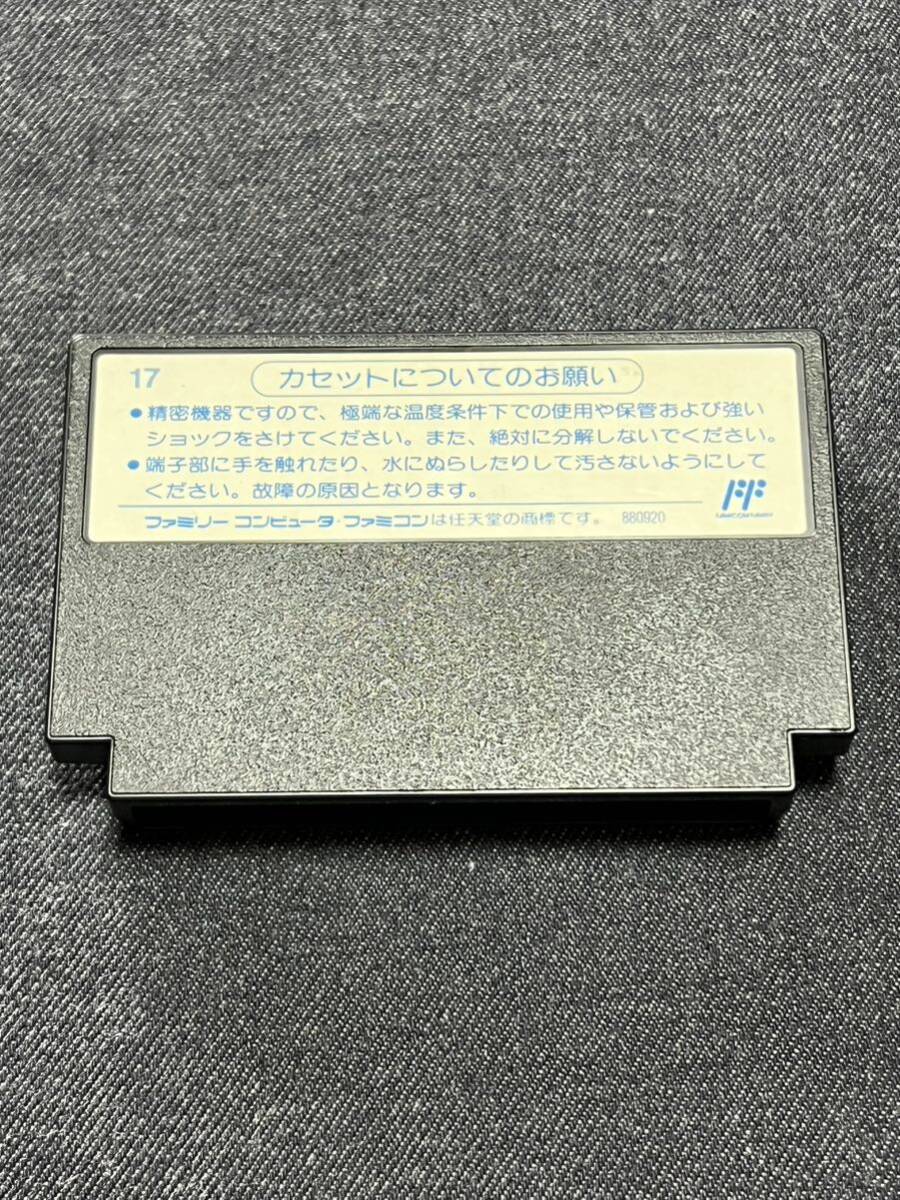 17
カセットについてのお願い
●精密機器ですので、極端な温度条件下での使用や保管および強い
ショックをさけてください。また、絶対に分解しないでください。
●端子部に手を触れたり、水にぬらしたりして汚さないようにして
ください。故障の原因となります。
ファミリー コンピュータ・ファミコンは任天堂の商標です。 880920